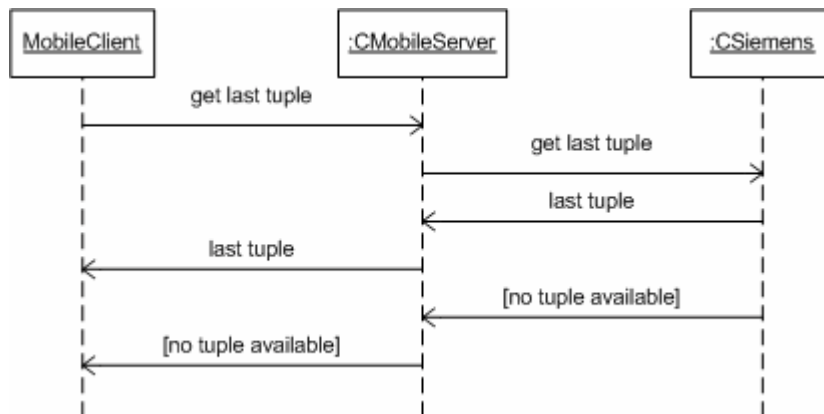 MobileClient
:CMobileServer
:CSiemens
get last tuple
get last tuple
last tuple
last tuple
[no tuple available]
[no tuple available]